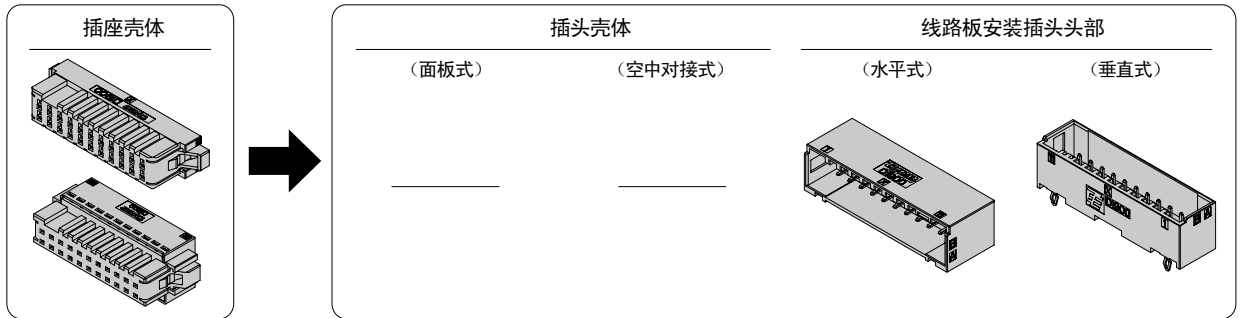 插座壳体
插头壳体
线路板安装插头头部
（面板式）
（空中对接式）
（水平式）
（垂直式）